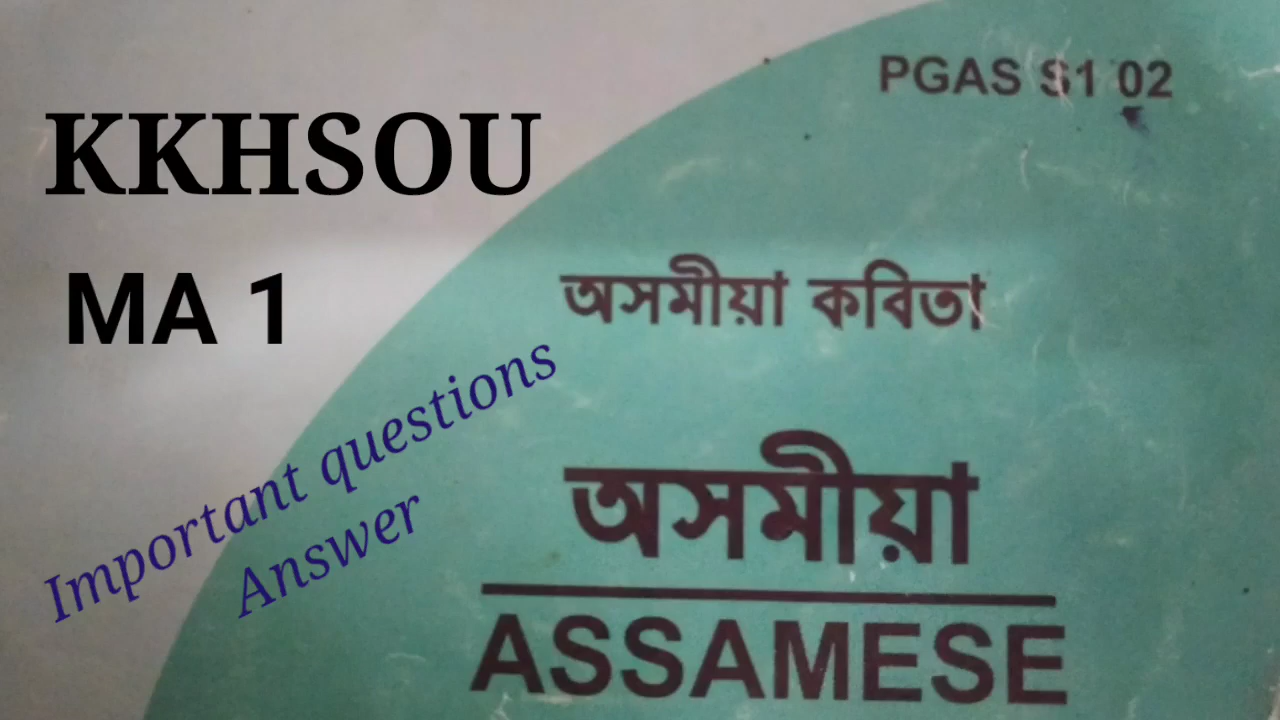 PGAS S1 02
KKHSOU
MA 1
অসমীয়া কবিতা
Important questions
Answer
অসমীয়া
ASSAMESE